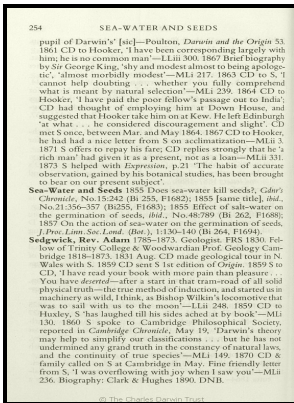 254 SEA-WATER AND SEEDS
pupil of Darwin's' [sic]—Poulton, Darwin and the Origin 53.
1861 CD to Hooker, 'I have been corresponding largely with
him; he is no common man'—LLiii 300. 1867 Brief biography
by Sir George King, 'shy and modest almost to being apologe-
tic', 'almost morbidly modest'—MLi 217. 1863 CD to S, 'I
cannot help doubting . . . whether you fully comprehend
what is meant by natural selection'—MLi 239. 1864 CD to
Hooker, 'I have paid the poor fellow's passage out to India';
CD had thought of employing him at Down House, and
suggested that Hooker take him on at Kew. He left Edinburgh
'at what . . . he considered discouragement and slight'. CD
met S once, between Mar. and May 1864. 1867 CD to Hooker,
he had had a nice letter from S on acclimatization—MLii 3.
1871 S offers to repay his fare; CD replies strongly that he 'a
rich man' had given it as a present, not as a loan—MLii 331.
1873 S helped with Expression, p.21 'The habit of accurate
observation, gained by his botanical studies, has been brought
to bear on our present subject'.
Sea-Water and Seeds 1855 Does sea-water kill seeds?, Gdnr's
Chronicle, No.15:242 (Bi 255, F1682); 1855 [same title], ibid.,
No.21:356–357 (Bi255, F1683); 1855 Effect of salt-water on
the germination of seeds, ibid., No.48:789 (Bi 262, F1688);
1857 On the action of sea-water on the germination of seeds,
J.Proc.Linn.Soc.Lond. (Bot.), 1:130–140 (Bi 264, F1694).
Sedgwick, Rev. Adam 1785–1873. Geologist. FRS 1830. Fel-
low of Trinity College & Woodwardian Prof. Geology Cam-
bridge 1818–1873. 1831 Aug. CD made geological tour in N.
Wales with S. 1859 CD sent S 1st edition of Origin. 1859 S to
CD, 'I have read your book with more pain than pleasure . . .
You have deserted—after a start in that tram-road of all solid
physical truth—the true method of induction, and started us in
machinery as wild, I think, as Bishop Wilkin's locomotive that
was to sail with us to the moon'—LLii 248. 1859 CD to
Huxley, S 'has laughed till his sides ached at by book'—MLi
130. 1860 S spoke to Cambridge Philosophical Society,
reported in Cambridge Chronicle, May 19, 'Darwin's theory
may help to simplify our classifications . . . but he has not
undermined any grand truth in the constancy of natural laws,
and the continuity of true species'—MLi 149. 1870 CD &
family called on S at Cambridge in May. Fine friendly letter
from S, 'I was overflowing with joy when I saw you'—MLii
236. Biography: Clark & Hughes 1890. DNB.
© The Charles Darwin Trust